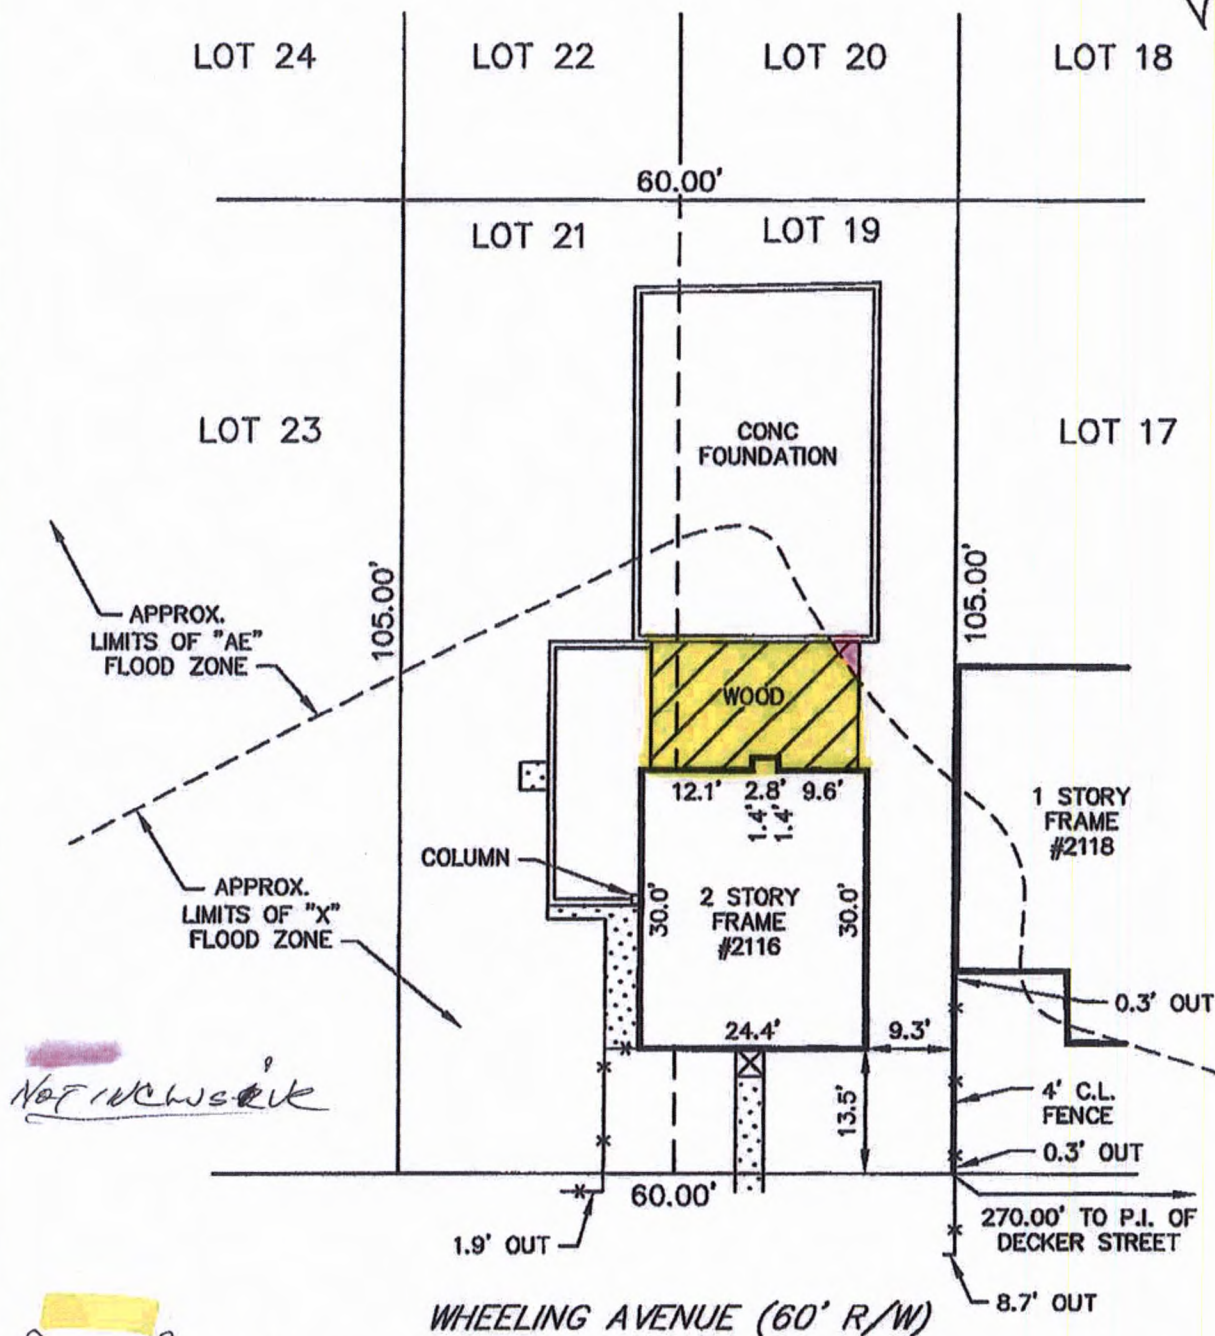 LOT 24
LOT 22
LOT 20
LOT 18
60.00'
LOT 21
LOT 19
LOT 23
CONC
FOUNDATION
LOT 17
105.00'
105.00'
APPROX.
LIMITS OF "AE"
FLOOD ZONE
WOOD
12.1'
2.8'
9.6'
1.4'
1.4'
1 STORY
FRAME
#2118
COLUMN
APPROX.
LIMITS OF "X"
FLOOD ZONE
30.0'
2 STORY
FRAME
#2116
30.0'
24.4'
9.3'
0.3' OUT
NOT INCLUSIVE
13.5'
4' C.L.
FENCE
0.3' OUT
60.00'
1.9' OUT
270.00' TO P.I. OF
DECKER STREET
8.7' OUT
WHEELING AVENUE (60' R/W)